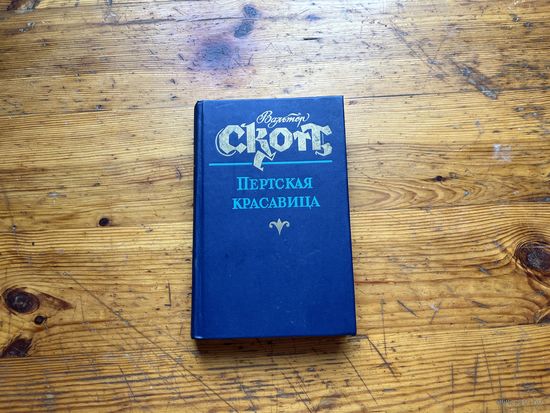 Вальтер
Скотт
Пертская
красавица